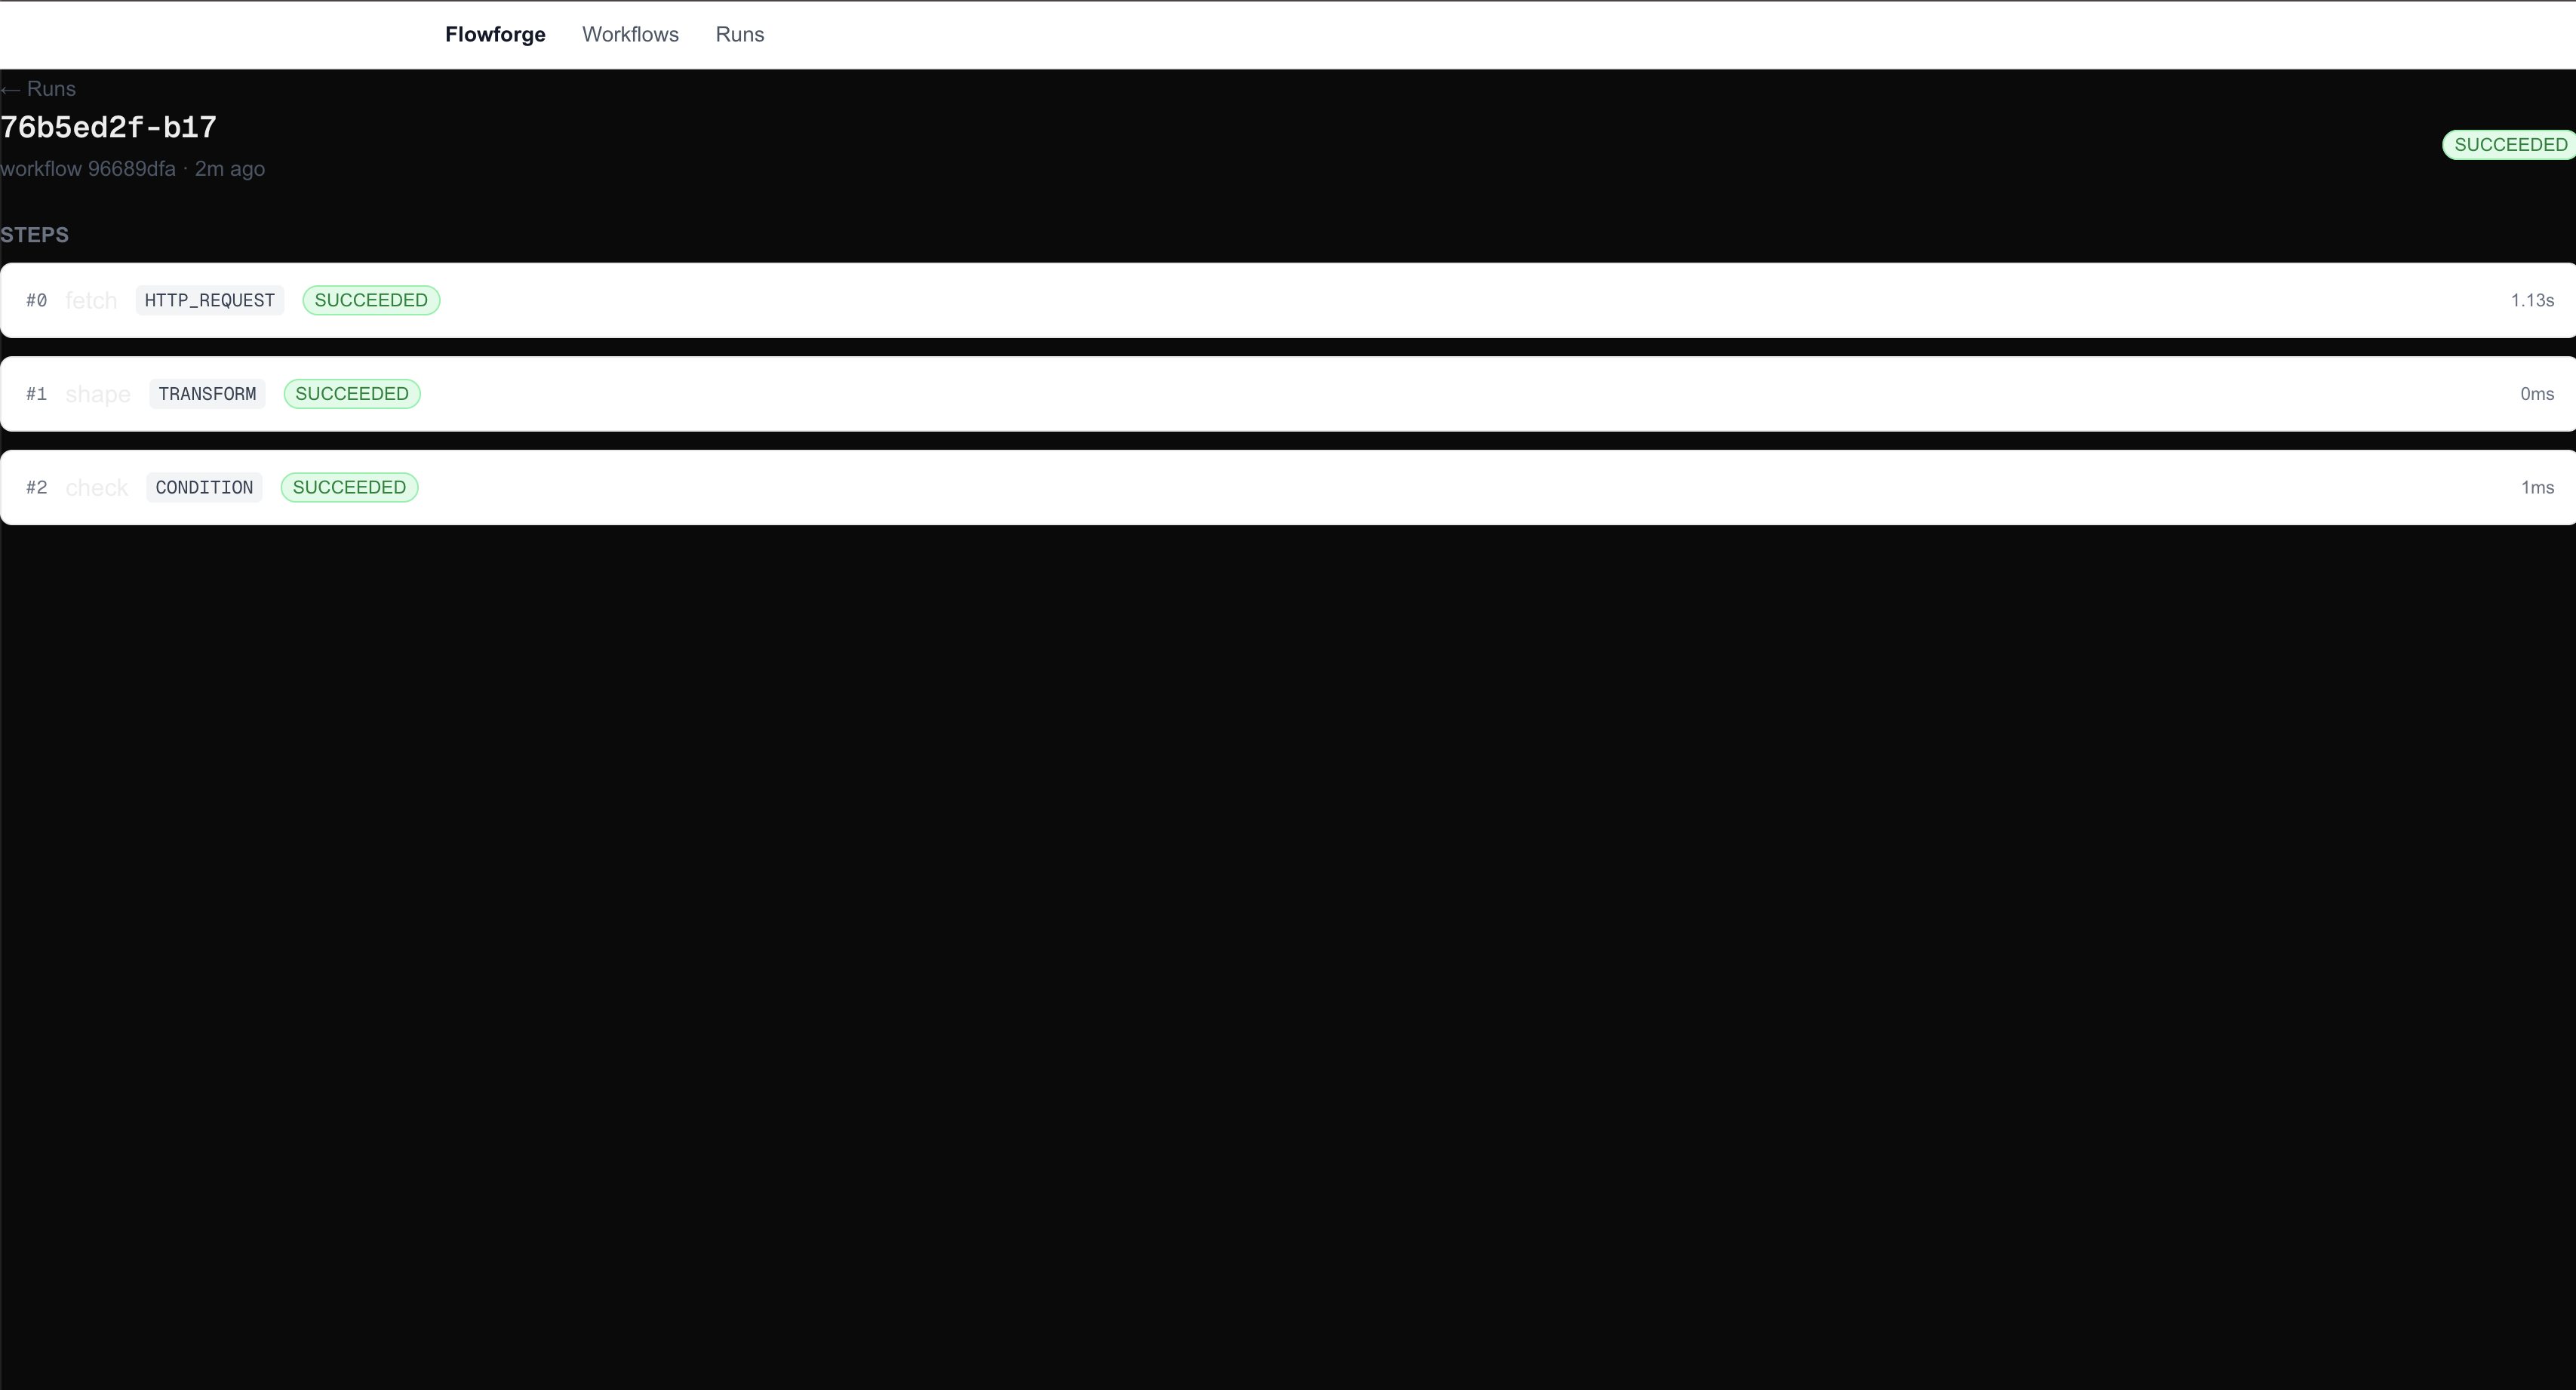 Flowforge Workflows Runs
← Runs
76b5ed2f-b17
SUCCEEDED
workflow 96689dfa · 2m ago
STEPS
#0 fetch HTTP_REQUEST SUCCEEDED 1.13s
#1 shape TRANSFORM SUCCEEDED 0ms
#2 check CONDITION SUCCEEDED 1ms